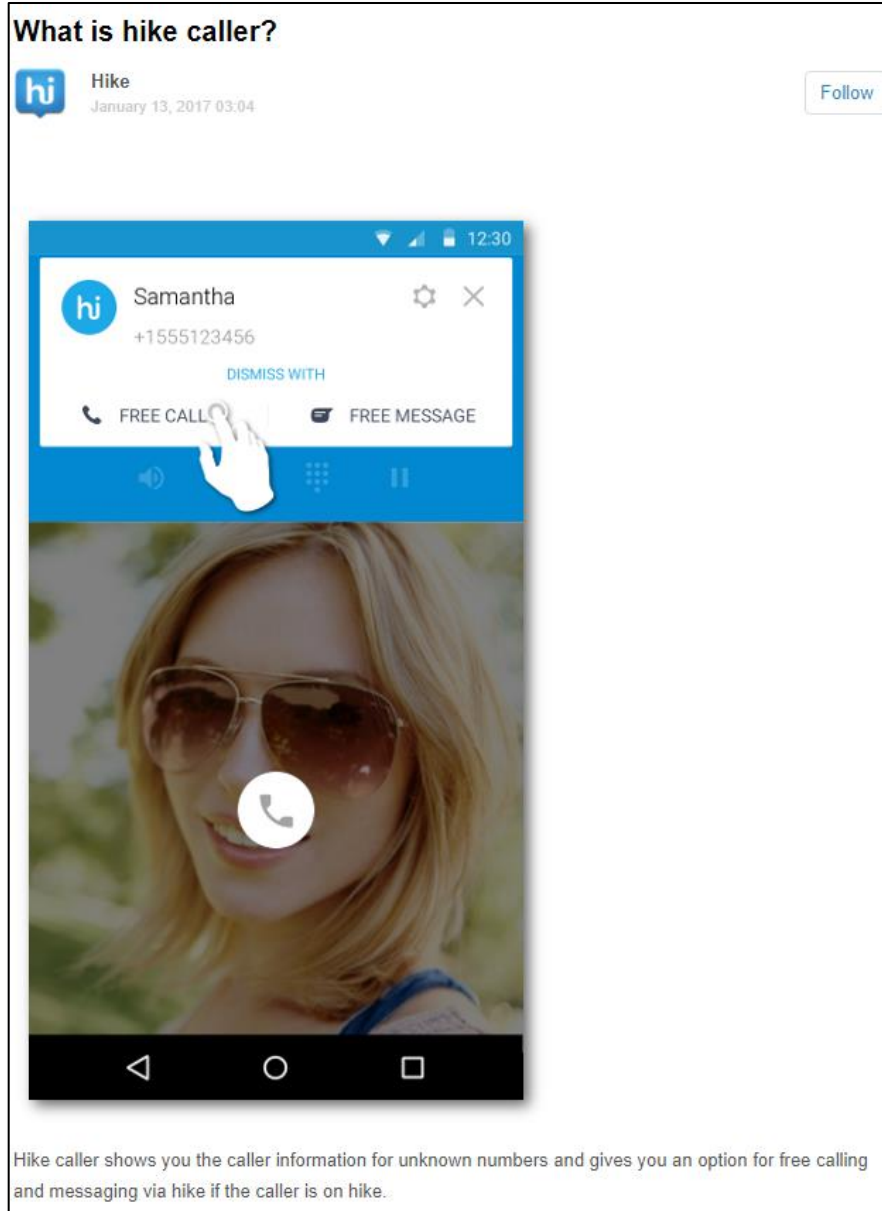 What is hike caller?
hi
Hike
January 13, 2017 03:04
Follow
12:30
hi
Samantha
+1555123456
DISMISS WITH
FREE CALL
FREE MESSAGE
Hike caller shows you the caller information for unknown numbers and gives you an option for free calling
and messaging via hike if the caller is on hike.